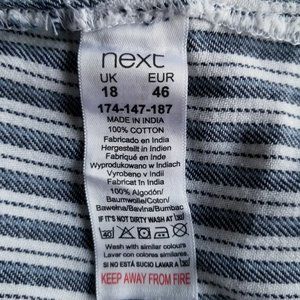 next
UK EUR
18 46
174-147-187
MADE IN INDIA
100% COTTON
Fabricado en Indie
Hergestellt in Indien
Fabriqué en Inde
Wyprodukowano w Indiach
Vyrobeno v Indii
Fabricat în India
100% Algodón/
Baumwolle/Coton/
Bawełna/Bavlna/Bumbac
IF IT'S NOT DIRTY WASH AT
40
Wash with similar colours
Lavar con colores similares
SI NO ESTÁ SUCIO LAVAR A
KEEP AWAY FROM FIRE